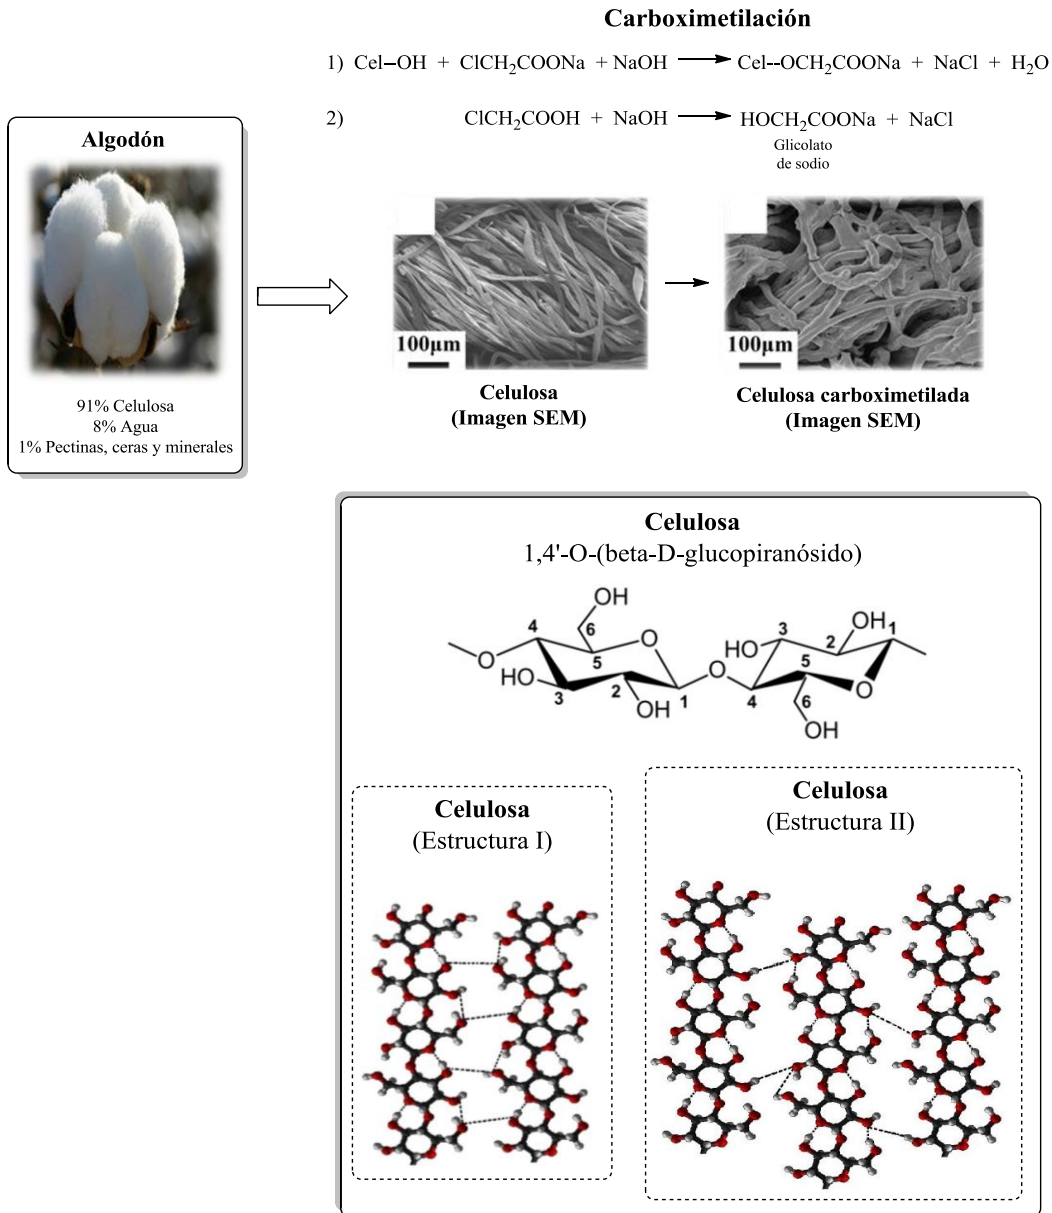 Carboximetilación
1) Cel–OH + ClCH₂COONa + NaOH ⟶ Cel--OCH₂COONa + NaCl + H₂O
2) ClCH₂COOH + NaOH ⟶ HOCH₂COONa + NaCl
Glicolato
de sodio
Algodón
91% Celulosa
8% Agua
1% Pectinas, ceras y minerales
100µm
Celulosa
(Imagen SEM)
100µm
Celulosa carboximetilada
(Imagen SEM)
Celulosa
1,4'-O-(beta-D-glucopiranósido)
OH
6
4
O
5
O
HO
3
2
OH
1
O
4
HO
3
2
OH
1
5
O
6
OH
Celulosa
(Estructura I)
Celulosa
(Estructura II)